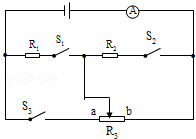 A
R₁ S₁ R₂ S₂
S₃ a b
R₃